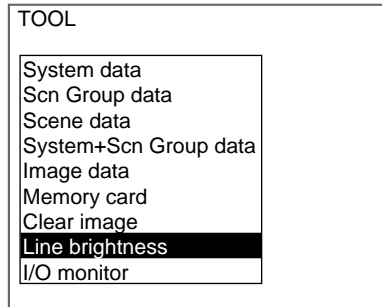 TOOL
System data
Scn Group data
Scene data
System+Scn Group data
Image data
Memory card
Clear image
Line brightness
I/O monitor